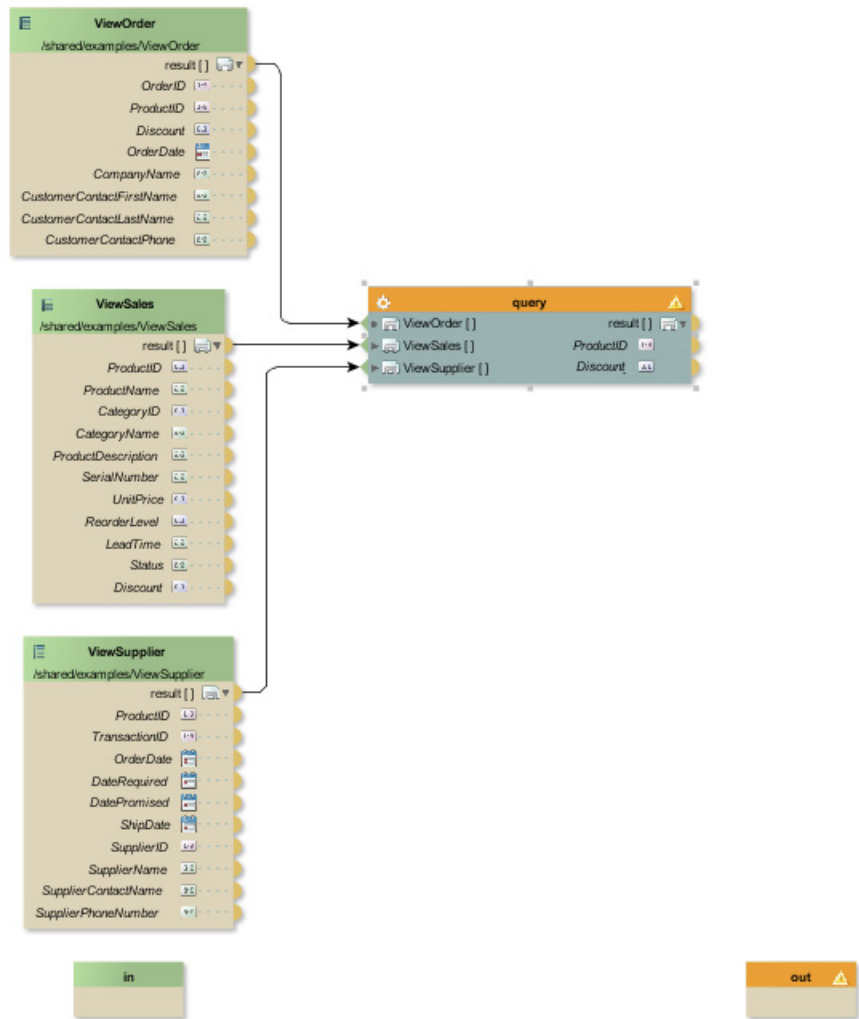 ViewOrder
/shared/examples/ViewOrder
result [ ]
OrderID
ProductID
Discount
OrderDate
CompanyName
CustomerContactFirstName
CustomerContactLastName
CustomerContactPhone
ViewSales
/shared/examples/ViewSales
result [ ]
ProductID
ProductName
CategoryID
CategoryName
ProductDescription
SerialNumber
UnitPrice
ReorderLevel
LeadTime
Status
Discount
query
ViewOrder [ ] result [ ]
ViewSales [ ] ProductID
ViewSupplier [ ] Discount
ViewSupplier
/shared/examples/ViewSupplier
result [ ]
ProductID
TransactionID
OrderDate
DateRequired
DatePromised
ShipDate
SupplierID
SupplierName
SupplierContactName
SupplierPhoneNumber
in
out